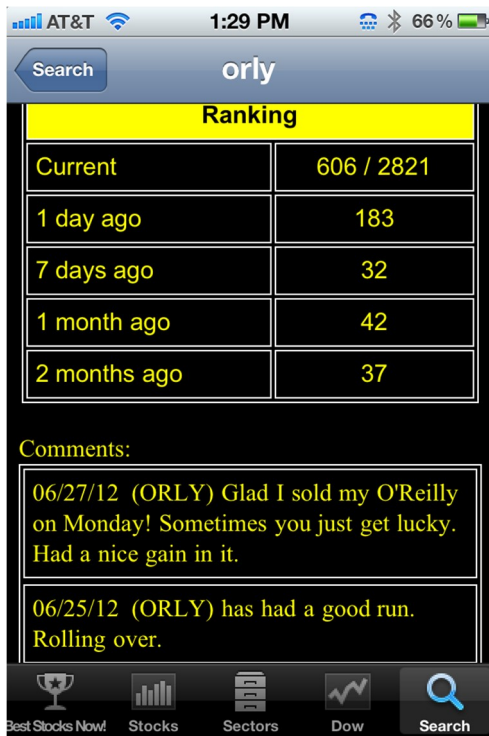 AT&T 1:29 PM 66%
Search orly
Ranking
Current 606 / 2821
1 day ago 183
7 days ago 32
1 month ago 42
2 months ago 37
Comments:
06/27/12 (ORLY) Glad I sold my O'Reilly
on Monday! Sometimes you just get lucky.
Had a nice gain in it.
06/25/12 (ORLY) has had a good run.
Rolling over.
Best Stocks Now! Stocks Sectors Dow Search